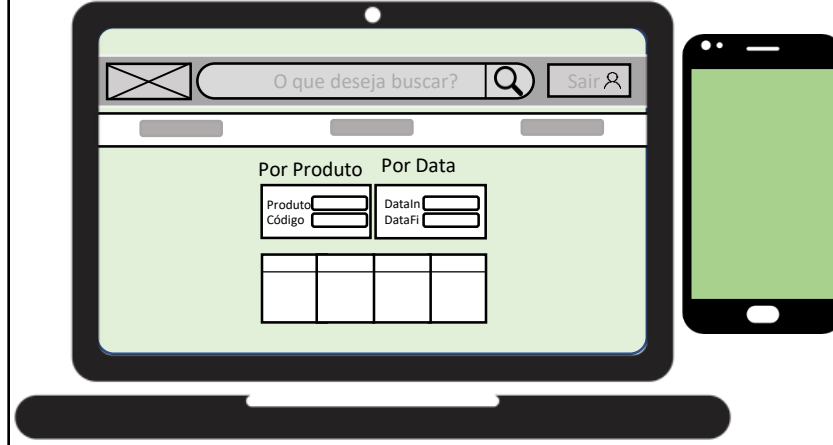 O que deseja buscar?
Sair
Por Produto
Por Data
Produto
Código
DataIn
DataFi